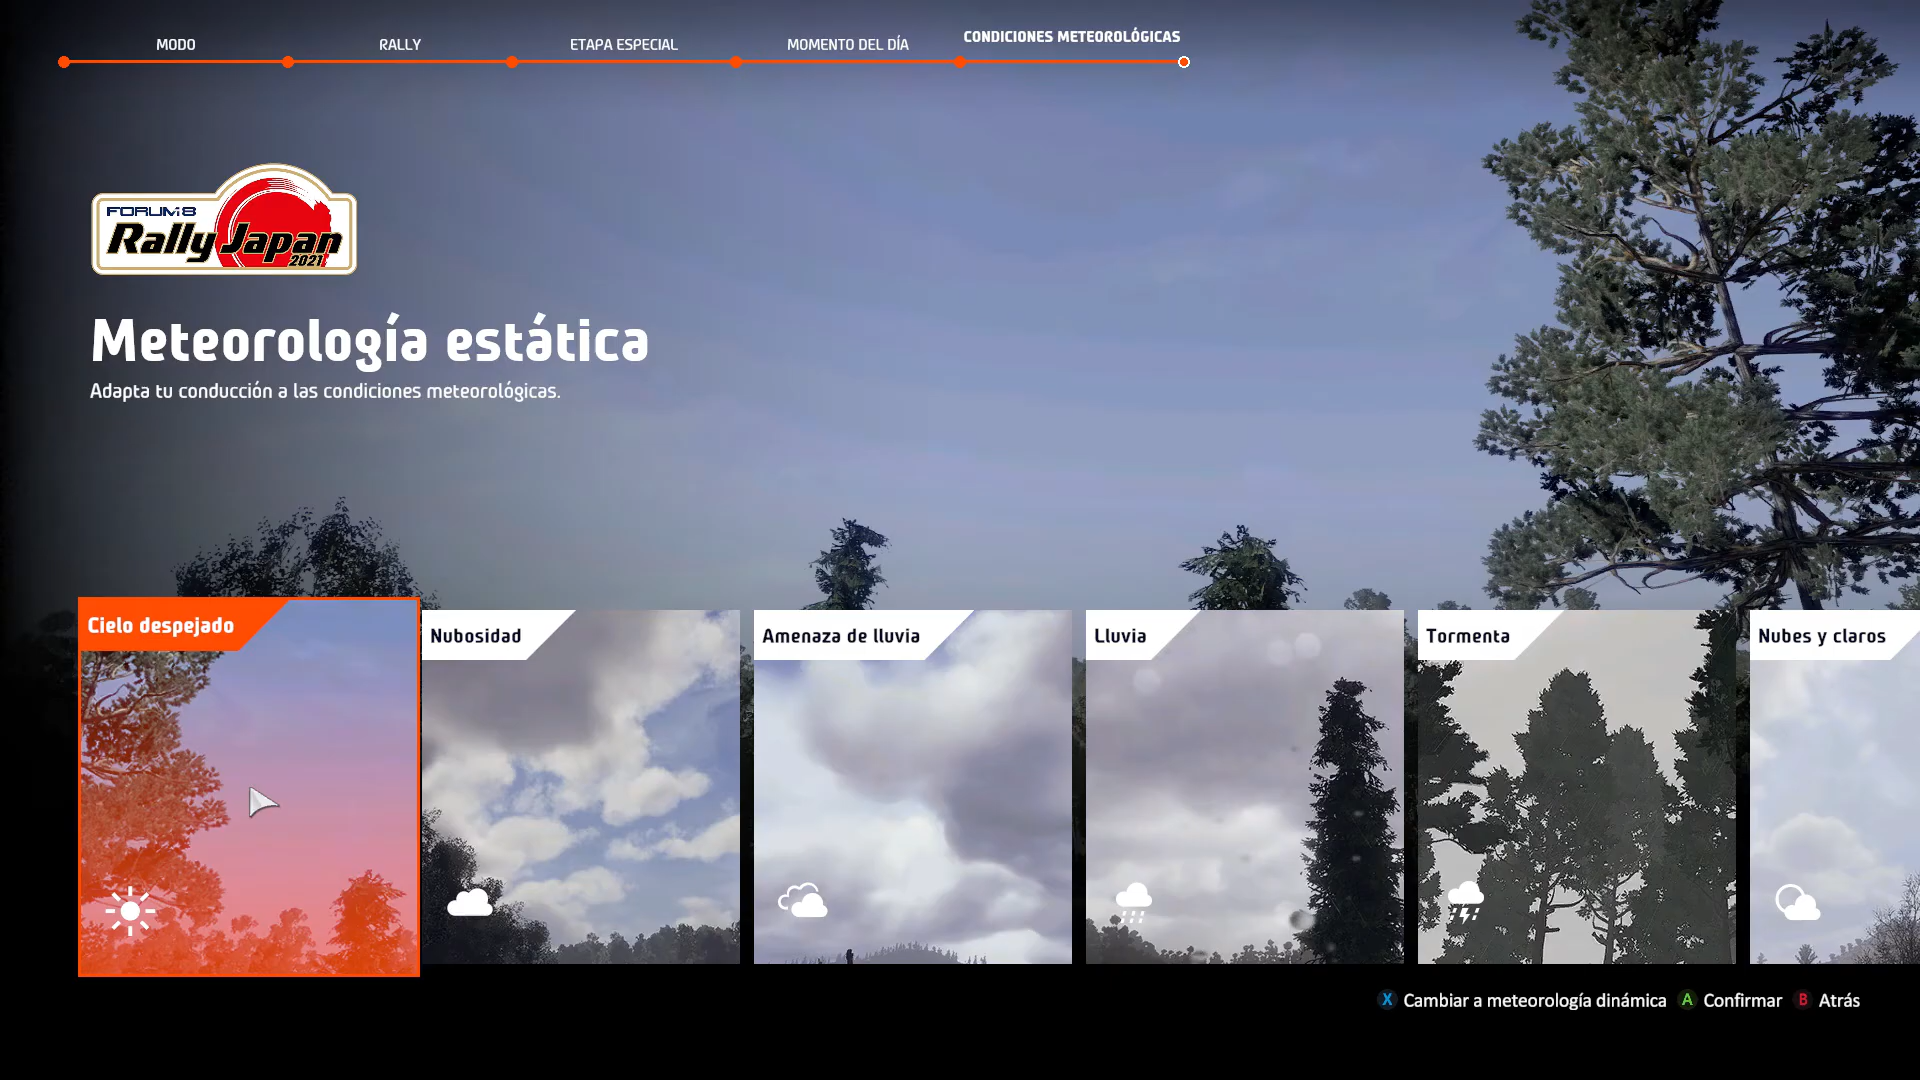 MODO
RALLY
ETAPA ESPECIAL
MOMENTO DEL DÍA
CONDICIONES METEOROLÓGICAS
FORUM8
Rally Japan
2021
Meteorología estática
Adapta tu conducción a las condiciones meteorológicas.
Cielo despejado
Nubosidad
Amenaza de lluvia
Lluvia
Tormenta
Nubes y claros
X Cambiar a meteorología dinámica A Confirmar B Atrás